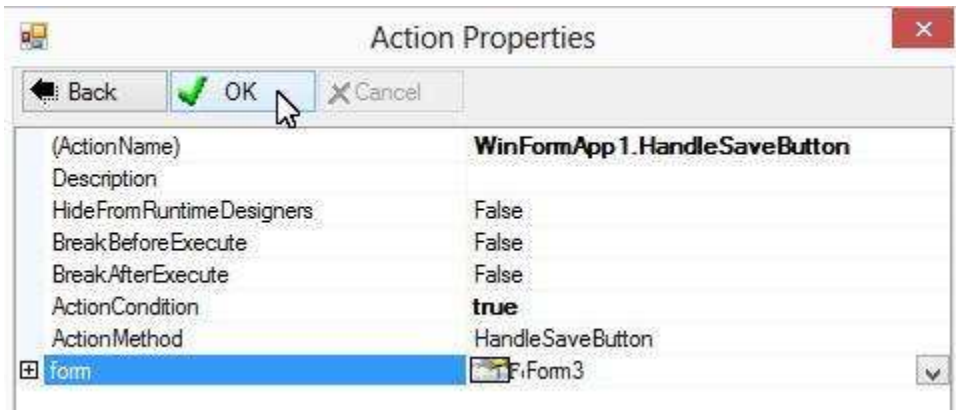 Action Properties
Back OK Cancel
(ActionName) WinFormApp1.HandleSaveButton
Description
HideFromRuntimeDesigners False
BreakBeforeExecute False
BreakAfterExecute False
ActionCondition true
ActionMethod HandleSaveButton
form Form3